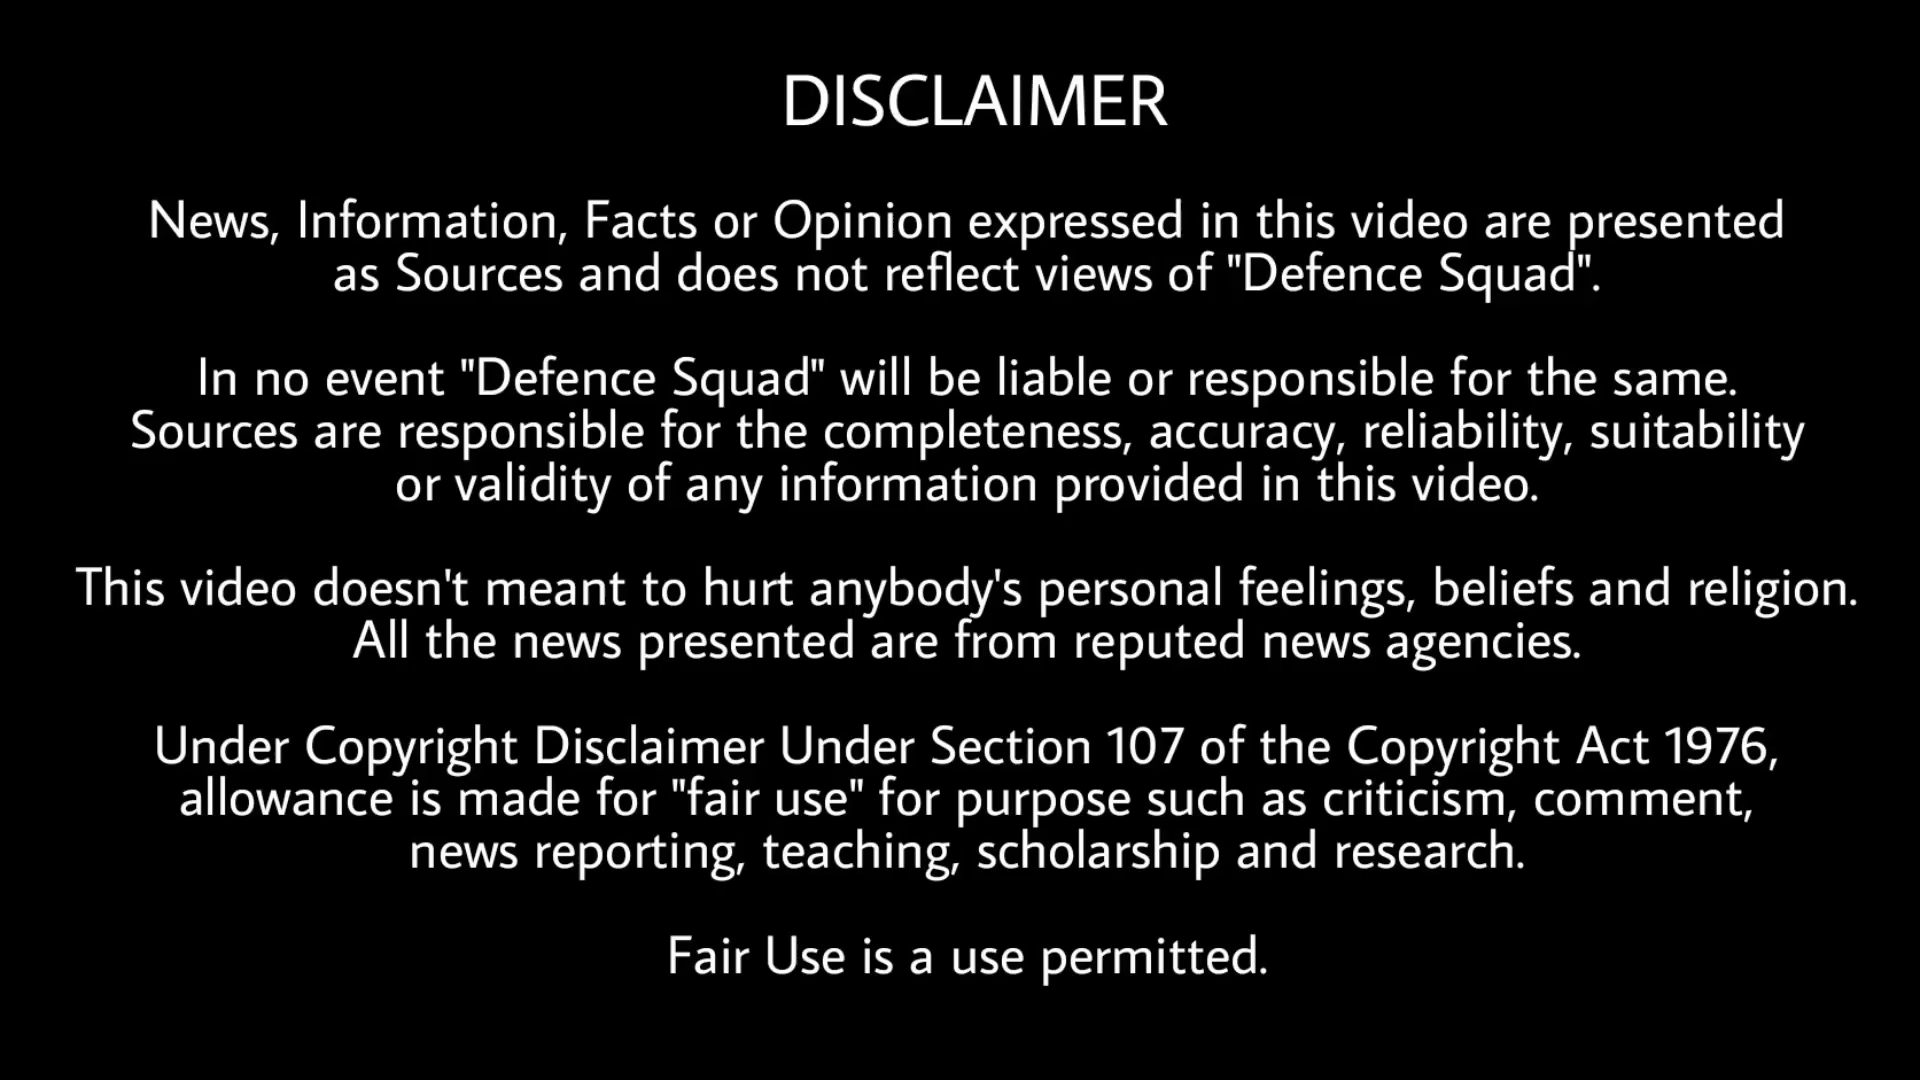 DISCLAIMER
News, Information, Facts or Opinion expressed in this video are presented
as Sources and does not reflect views of "Defence Squad".
In no event "Defence Squad" will be liable or responsible for the same.
Sources are responsible for the completeness, accuracy, reliability, suitability
or validity of any information provided in this video.
This video doesn't meant to hurt anybody's personal feelings, beliefs and religion.
All the news presented are from reputed news agencies.
Under Copyright Disclaimer Under Section 107 of the Copyright Act 1976,
allowance is made for "fair use" for purpose such as criticism, comment,
news reporting, teaching, scholarship and research.
Fair Use is a use permitted.